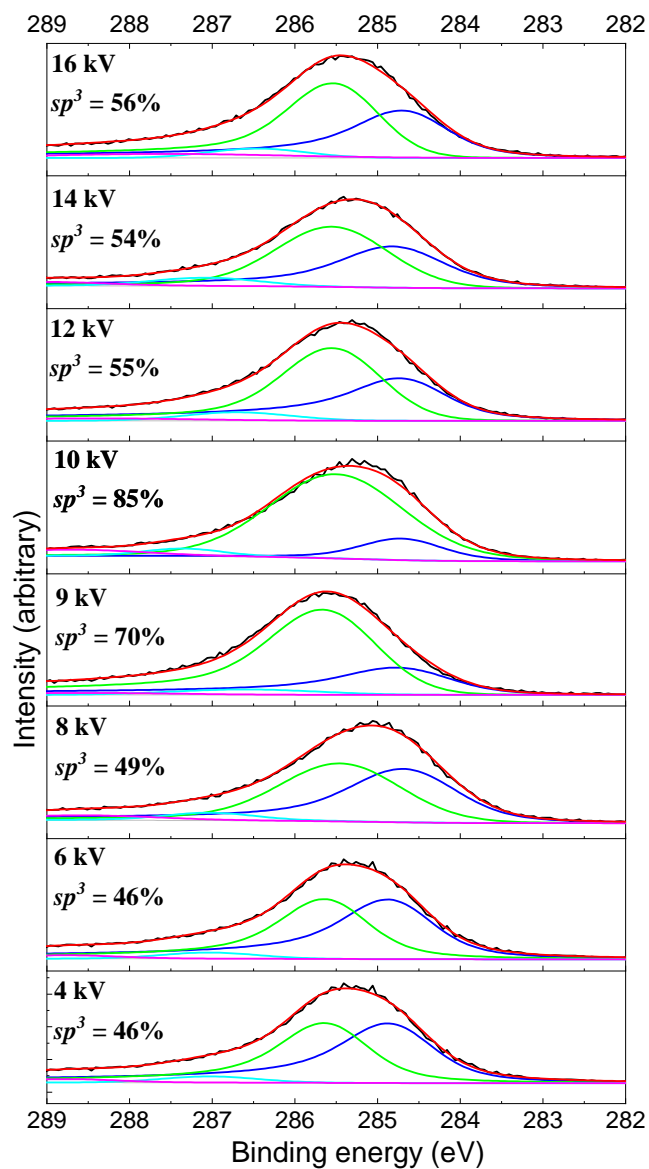 289 288 287 286 285 284 283 282
16 kV
sp³ = 56%
14 kV
sp³ = 54%
12 kV
sp³ = 55%
10 kV
sp³ = 85%
9 kV
sp³ = 70%
8 kV
sp³ = 49%
6 kV
sp³ = 46%
4 kV
sp³ = 46%
Intensity (arbitrary)
289 288 287 286 285 284 283 282
Binding energy (eV)